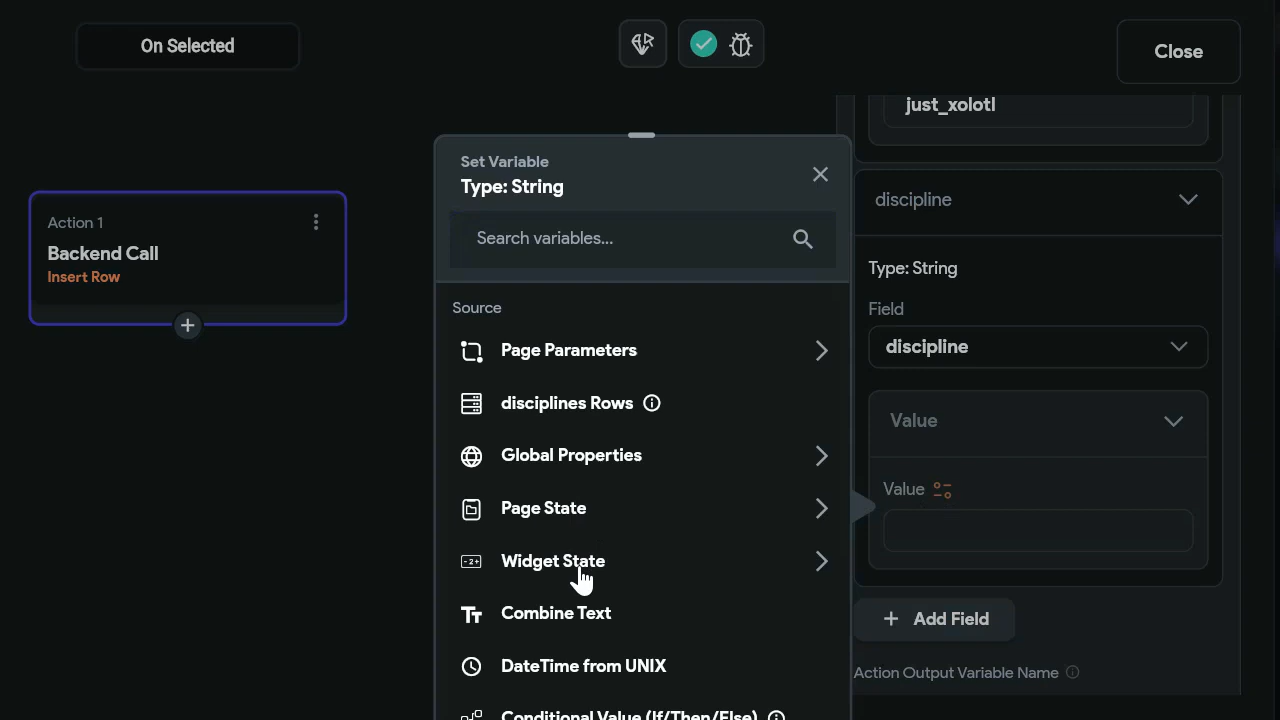 On Selected
Close
just_xolotl
Set Variable
Type: String
Search variables...
Action 1
Backend Call
Insert Row
discipline
Type: String
Field
discipline
Source
Page Parameters
disciplines Rows
Global Properties
Page State
Widget State
Combine Text
DateTime from UNIX
Conditional Value (If/Then/Else)
Value
Value
Add Field
Action Output Variable Name